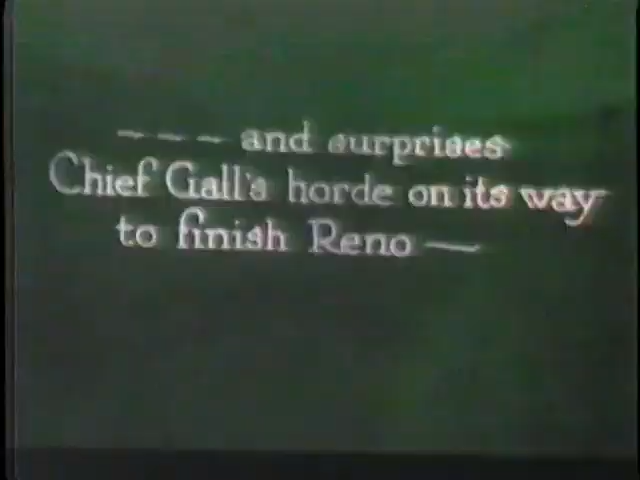 – – – and surprises
Chief Gall's horde on its way
to finish Reno —